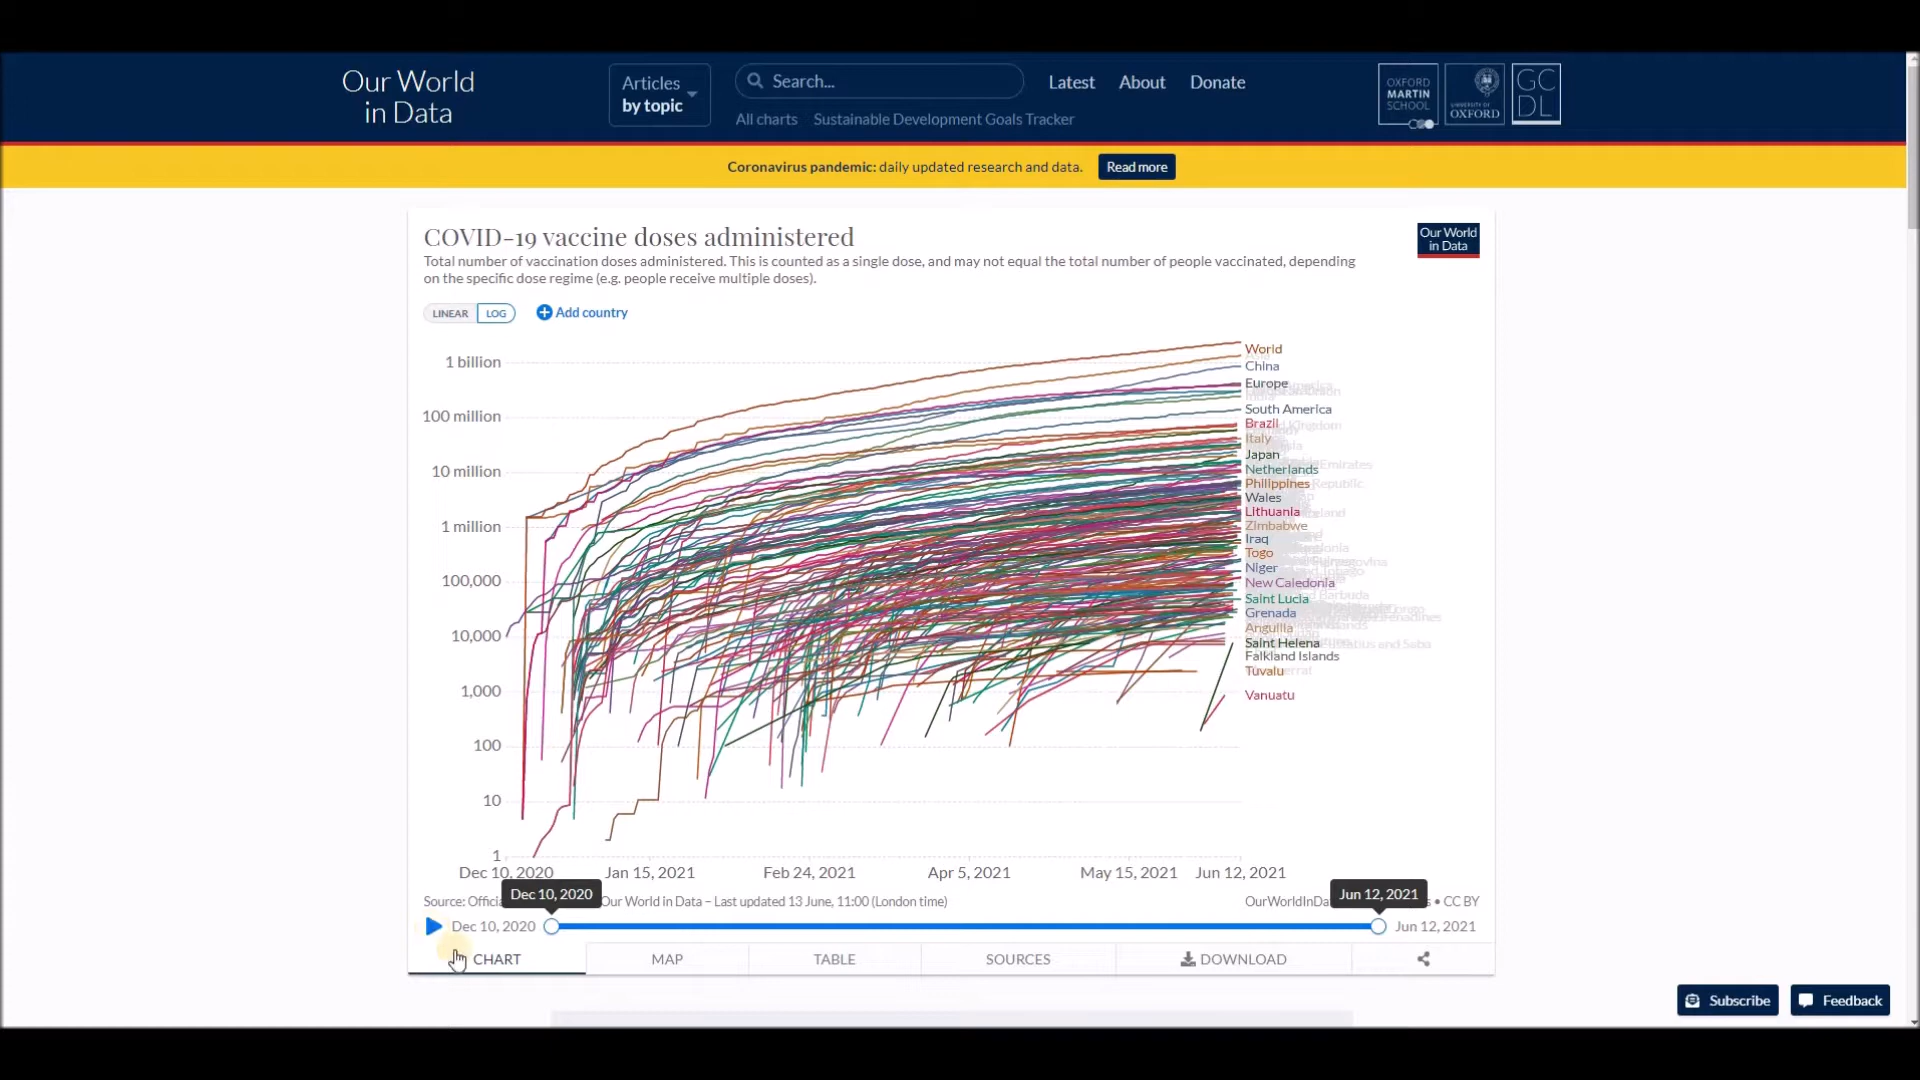 Our World
in Data
Articles
by topic
Search...
Latest
About
Donate
All charts
Sustainable Development Goals Tracker
OXFORD
MARTIN
SCHOOL
UNIVERSITY OF
OXFORD
GC
DL
Coronavirus pandemic: daily updated research and data.
Read more
COVID-19 vaccine doses administered
Total number of vaccination doses administered. This is counted as a single dose, and may not equal the total number of people vaccinated, depending
on the specific dose regime (e.g. people receive multiple doses).
Our World
in Data
LINEAR
LOG
Add country
1 billion
100 million
10 million
1 million
100,000
10,000
1,000
100
10
1
World
China
Europe
South America
Brazil
Italy
Japan
Netherlands
Philippines
Wales
Lithuania
Zimbabwe
Iraq
Togo
Niger
New Caledonia
Saint Lucia
Grenada
Anguilla
Saint Helena
Falkland Islands
Tuvalu
Vanuatu
Dec 10, 2020
Jan 15, 2021
Feb 24, 2021
Apr 5, 2021
May 15, 2021
Jun 12, 2021
Dec 10, 2020
Jun 12, 2021
Source: Our World in Data – Last updated 13 June, 11:00 (London time)
• CC BY
Dec 10, 2020
Jun 12, 2021
CHART
MAP
TABLE
SOURCES
DOWNLOAD
Subscribe
Feedback